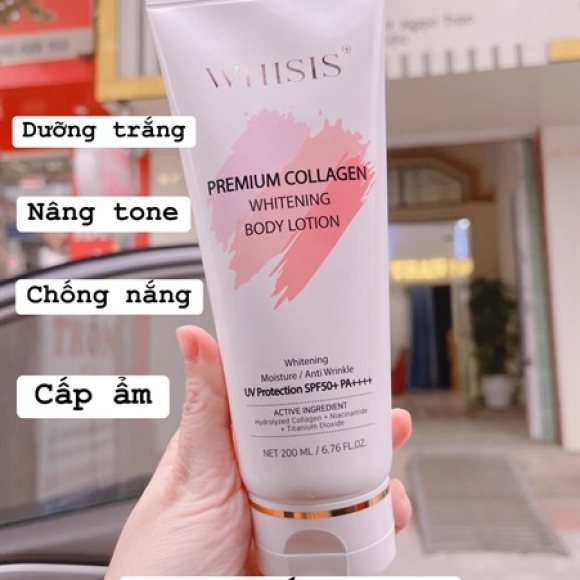 WHISIS+
Dưỡng trắng
PREMIUM COLLAGEN
WHITENING
BODY LOTION
Nâng tone
Chống nắng
Whitening
Moisture / Anti Wrinkle
UV Protection SPF50+ PA++++
Cấp ẩm
ACTIVE INGREDIENT
Hydrolyzed Collagen + Niacinamide
+ Titanium Dioxide
NET 200 ML / 6.76 FL.OZ.